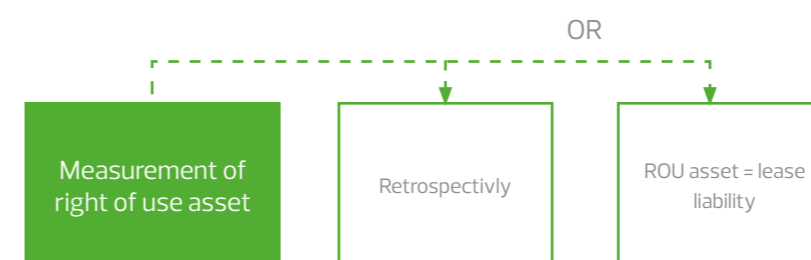 OR
Measurement of
right of use asset
Retrospectivly
ROU asset = lease
liability